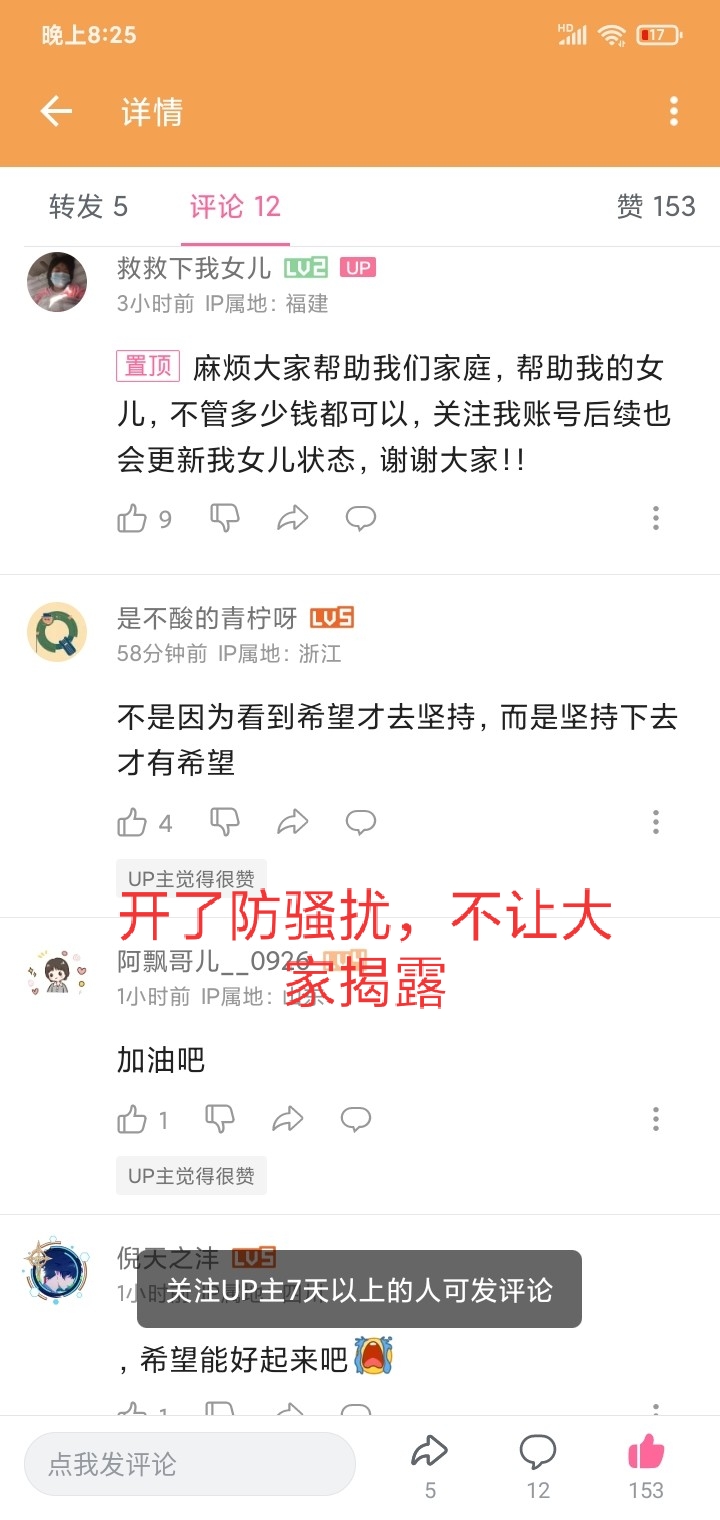 晚上8:25
HD
17
详情
转发 5 评论 12 赞 153
救救下我女儿 LV2 UP
3小时前 IP属地：福建
置顶 麻烦大家帮助我们家庭，帮助我的女
儿，不管多少钱都可以，关注我账号后续也
会更新我女儿状态，谢谢大家！！
9
是不酸的青柠呀 LV5
58分钟前 IP属地：浙江
不是因为看到希望才去坚持，而是坚持下去
才有希望
4
UP主觉得很赞
开了防骚扰，不让大
家揭露
阿飘哥儿__0926
1小时前 IP属地：山东
加油吧
1
UP主觉得很赞
倪天之沣 LV5
关注UP主7天以上的人可发评论
，希望能好起来吧
1
点我发评论
5
12
153